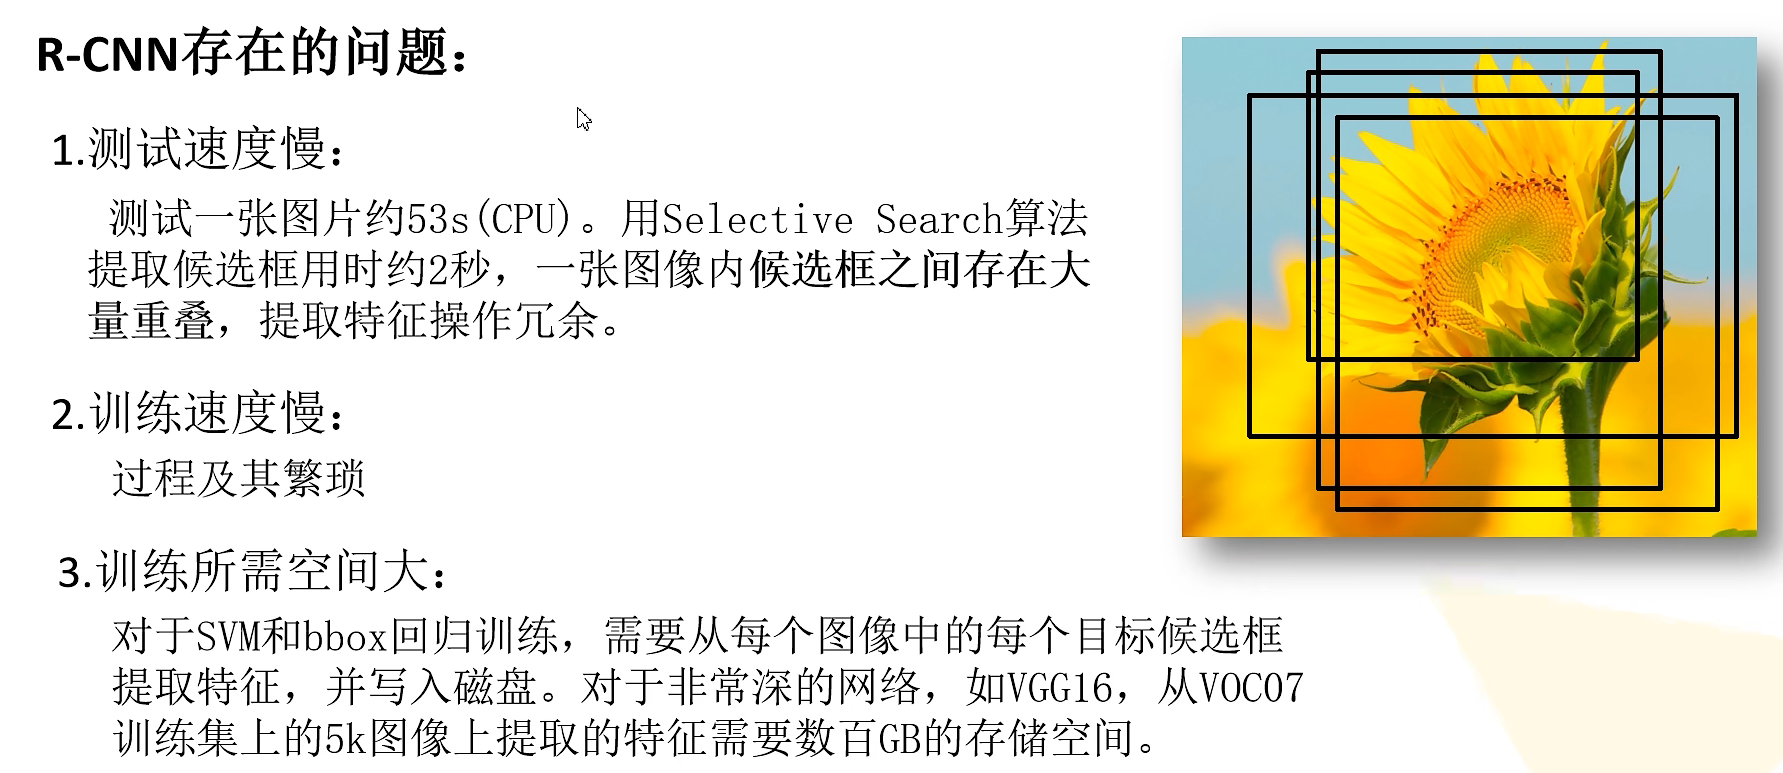 R-CNN存在的问题：
1.测试速度慢：
测试一张图片约53s(CPU)。用Selective Search算法
提取候选框用时约2秒，一张图像内候选框之间存在大
量重叠，提取特征操作冗余。
2.训练速度慢：
过程及其繁琐
3.训练所需空间大：
对于SVM和bbox回归训练，需要从每个图像中的每个目标候选框
提取特征，并写入磁盘。对于非常深的网络，如VGG16，从VOC07
训练集上的5k图像上提取的特征需要数百GB的存储空间。